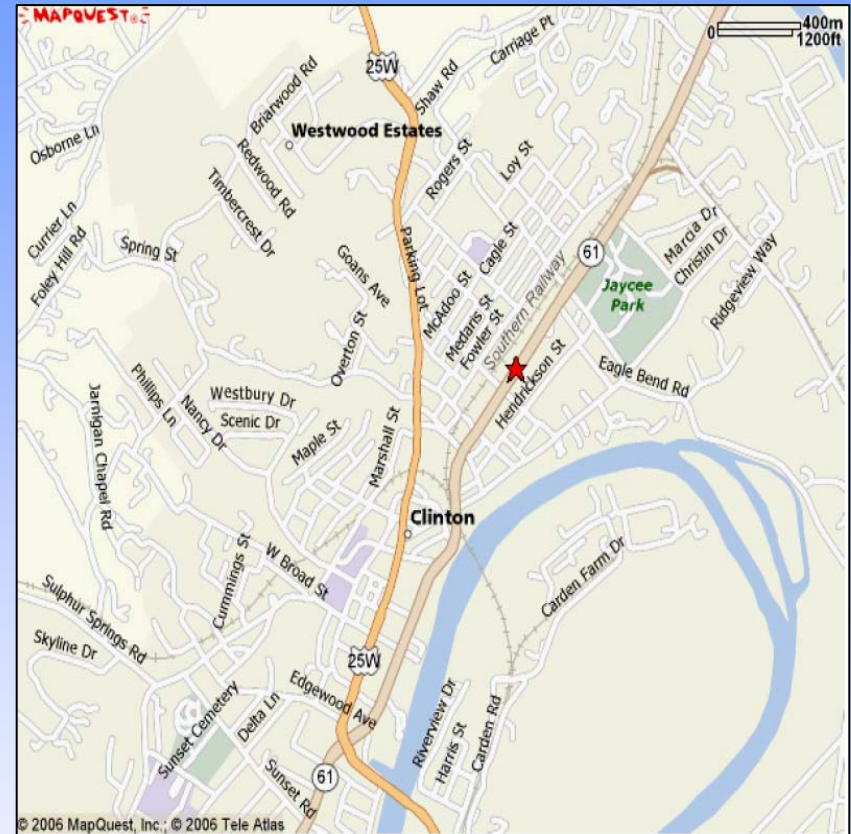 MAPQUEST
0
400m
1200ft
25W
Shaw Rd
Carriage Pt
Briarwood Rd
Westwood Estates
Osborne Ln
Redwood Rd
Rogers St
Loy St
Timbercrest Dr
Currier Ln
Foley Hill Rd
Spring St
Goans Ave
Parking Lot
Cagle St
61
Marcia Dr
Christin Dr
Jaycee
Park
Ridgeview Way
McAdoo St
Medaris St
Fowler St
Southern Railway
Overton St
Hendrickson St
Eagle Bend Rd
Phillips Ln
Nancy Dr
Westbury Dr
Scenic Dr
Maple St
Marshall St
Jarnigan Chapel Rd
Clinton
W Broad St
Cummings St
Carden Farm Dr
Sulphur Springs Rd
Skyline Dr
25W
Edgewood Ave
Delta Ln
Sunset Cemetery
Riverview Dr
Harris St
Carden Rd
61
Sunset Rd
© 2006 MapQuest, Inc.; © 2006 Tele Atlas